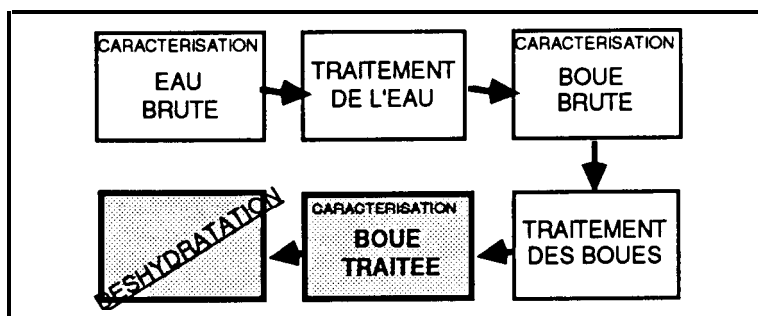 CARACTERISATION
EAU
BRUTE
TRAITEMENT
DE L'EAU
CARACTERISATION
BOUE
BRUTE
TRAITEMENT
DES BOUES
CARACTERISATION
BOUE
TRAITEE
DESHYDRATATION